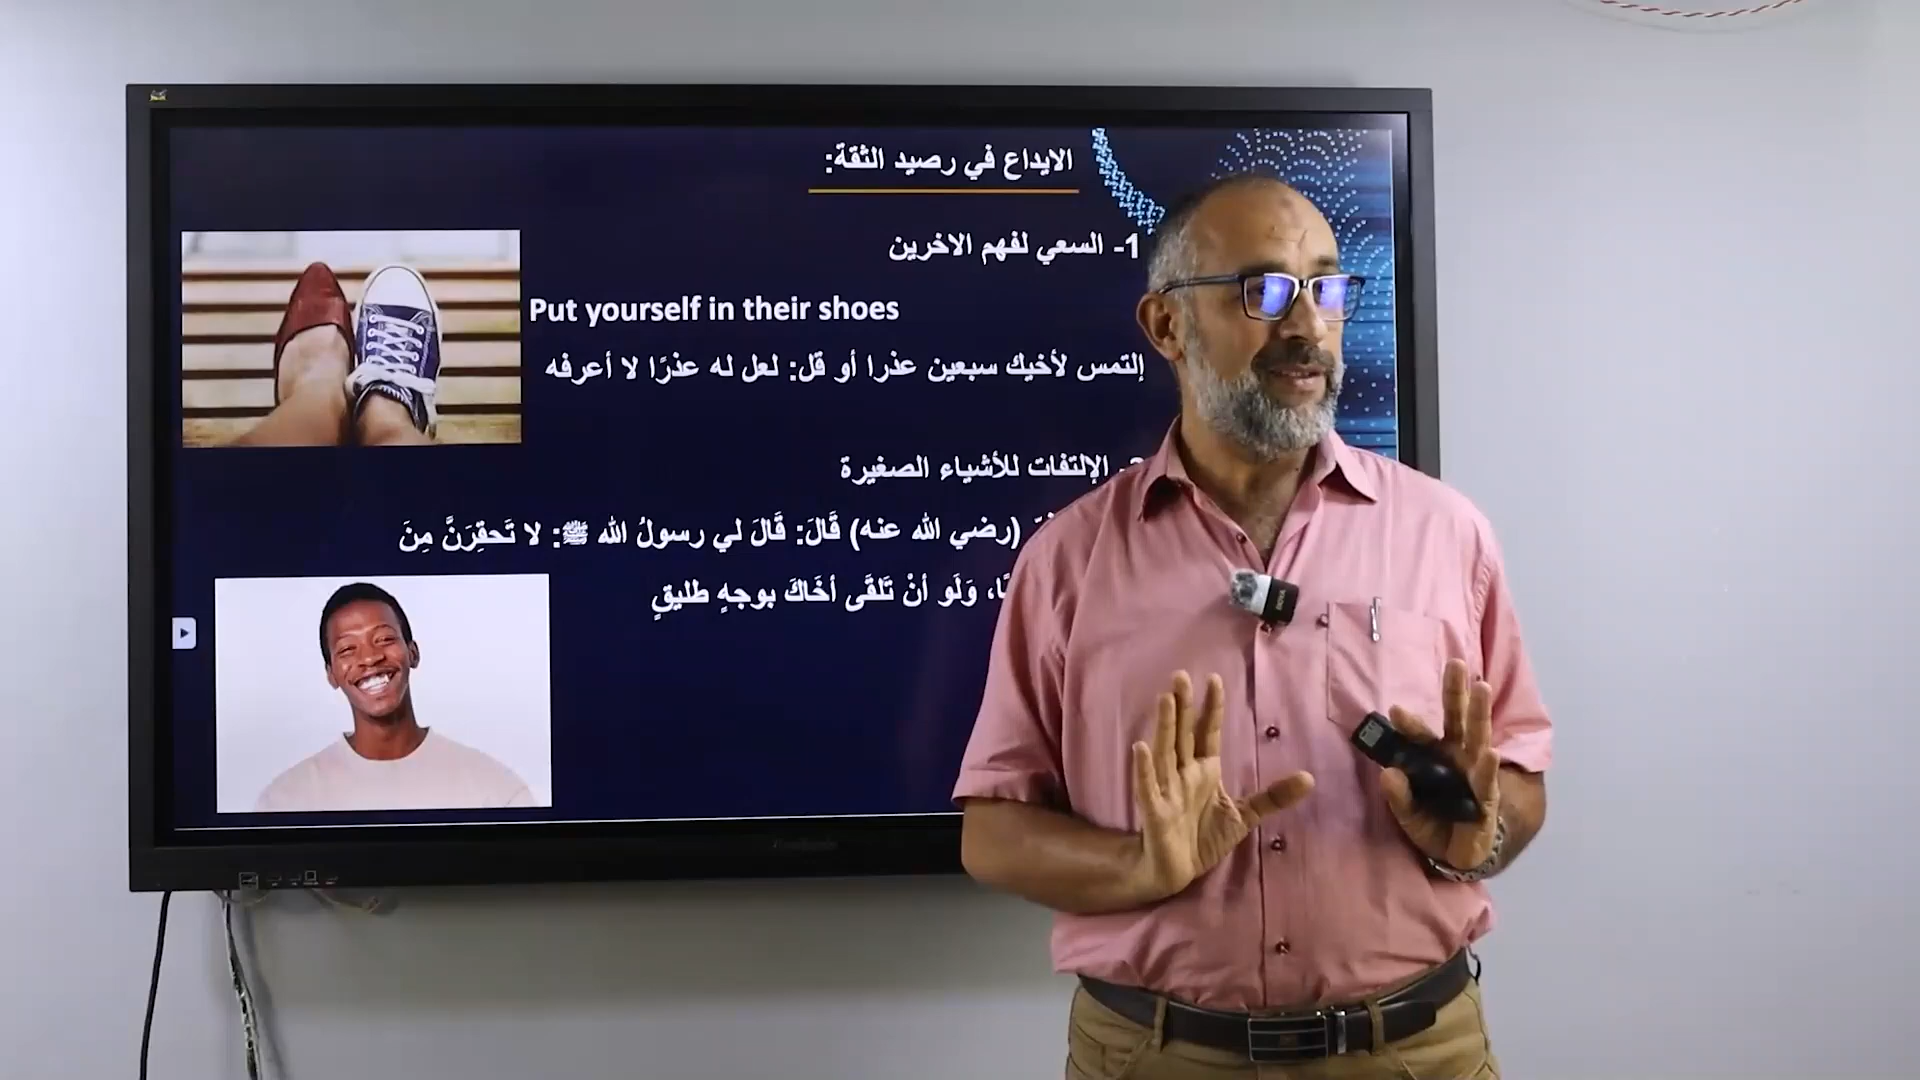 الايداع في رصيد الثقة:
1- السعي لفهم الاخرين
Put yourself in their shoes
إلتمس لأخيك سبعين عذرا أو قل: لعل له عذرًا لا أعرفه
الإلتفات للأشياء الصغيرة
(رضي الله عنه) قَالَ: قَالَ لي رسولُ الله ﷺ: لا تَحقِرَنَّ مِنَ
وَلَو أنْ تَلقَى أخَاكَ بوجهٍ طليقٍ
BOYA